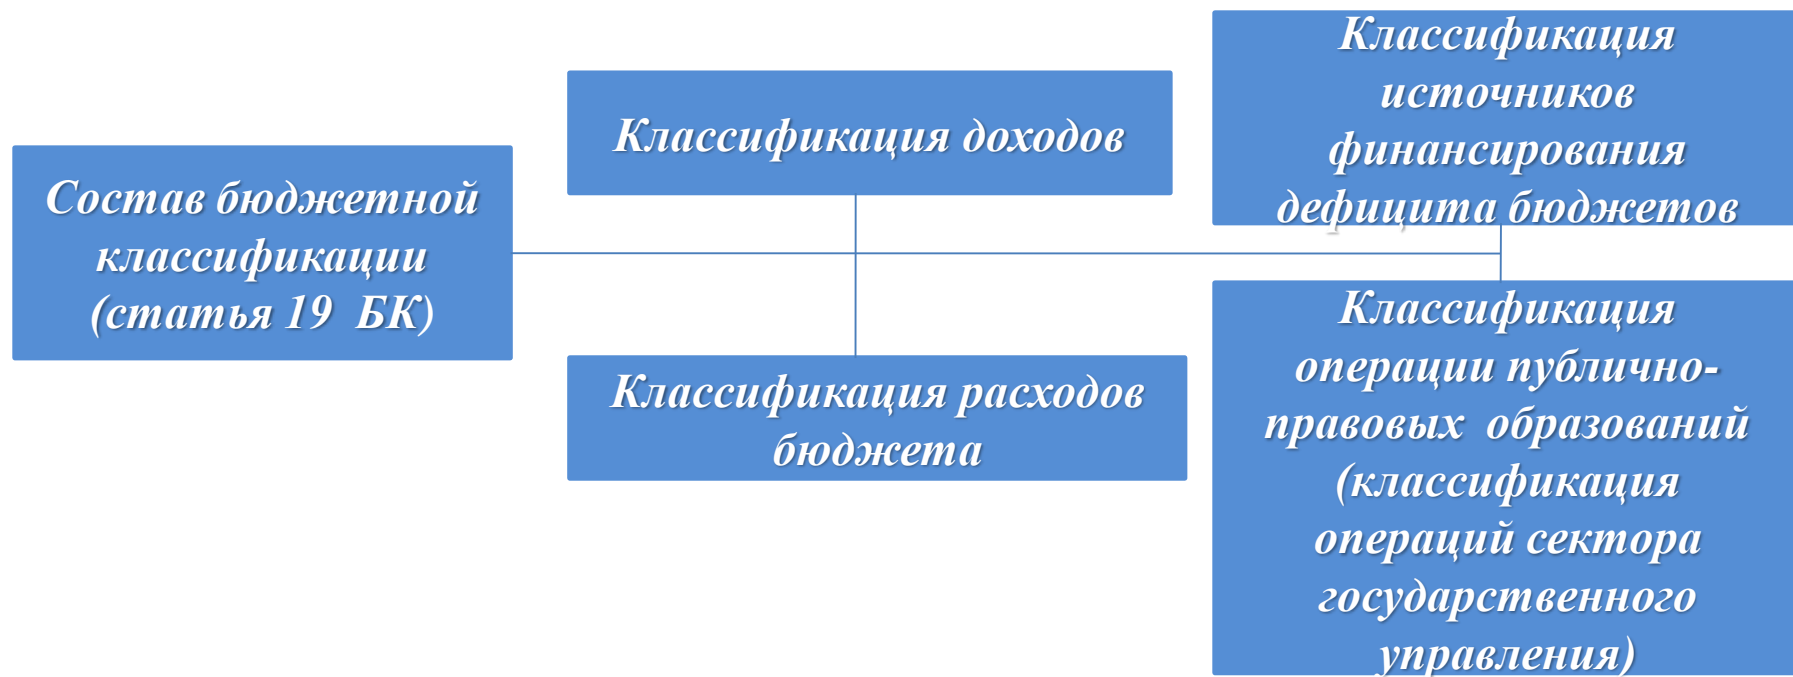 Состав бюджетной
классификации
(статья 19 БК)
Классификация доходов
Классификация расходов
бюджета
Классификация
источников
финансирования
дефицита бюджетов
Классификация
операции публично-
правовых образований
(классификация
операций сектора
государственного
управления)